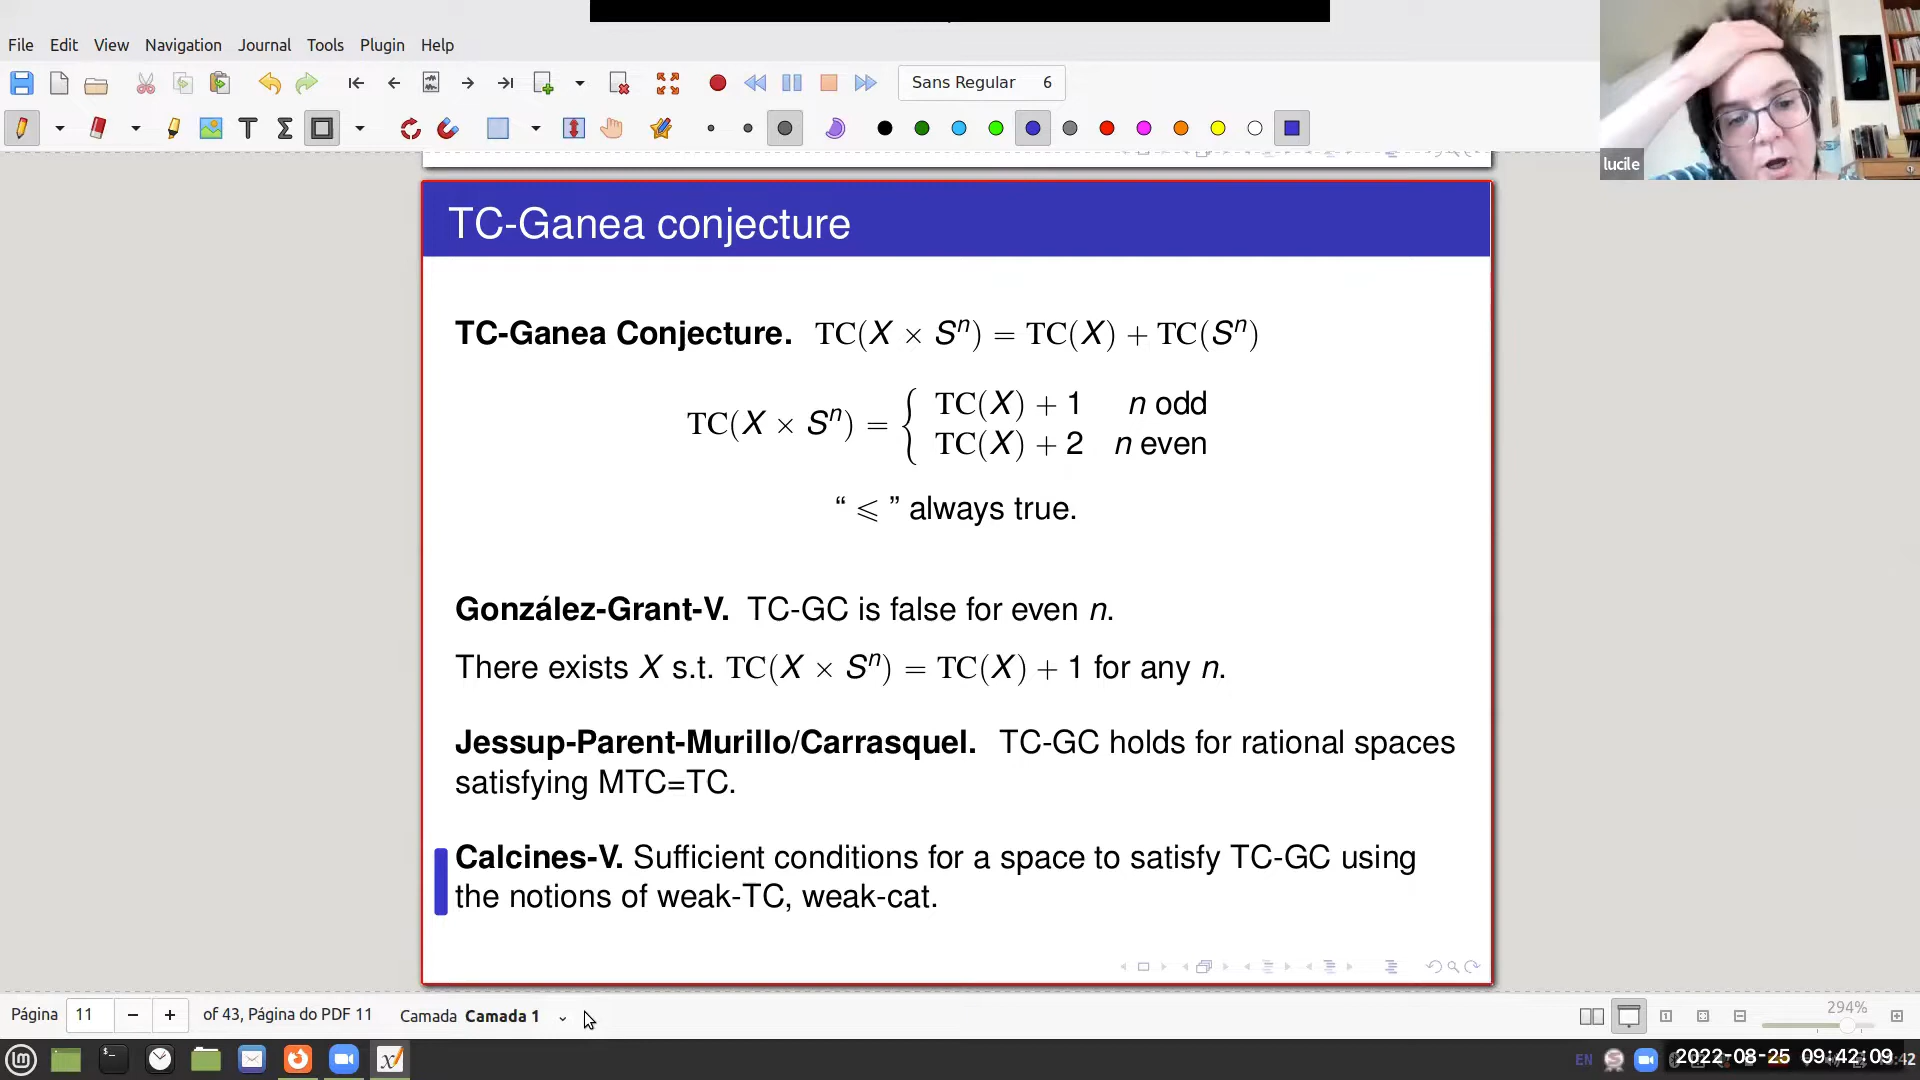 File Edit View Navigation Journal Tools Plugin Help
Sans Regular 6
lucile
TC-Ganea conjecture
TC-Ganea Conjecture. TC(X × Sⁿ) = TC(X) + TC(Sⁿ)
TC(X × Sⁿ) = { TC(X) + 1 n odd
TC(X) + 2 n even
“ ⩽ ” always true.
González-Grant-V. TC-GC is false for even n.
There exists X s.t. TC(X × Sⁿ) = TC(X) + 1 for any n.
Jessup-Parent-Murillo/Carrasquel. TC-GC holds for rational spaces
satisfying MTC=TC.
Calcines-V. Sufficient conditions for a space to satisfy TC-GC using
the notions of weak-TC, weak-cat.
Página 11 of 43, Página do PDF 11 Camada Camada 1
294%
EN 2022-08-25 09:42:09